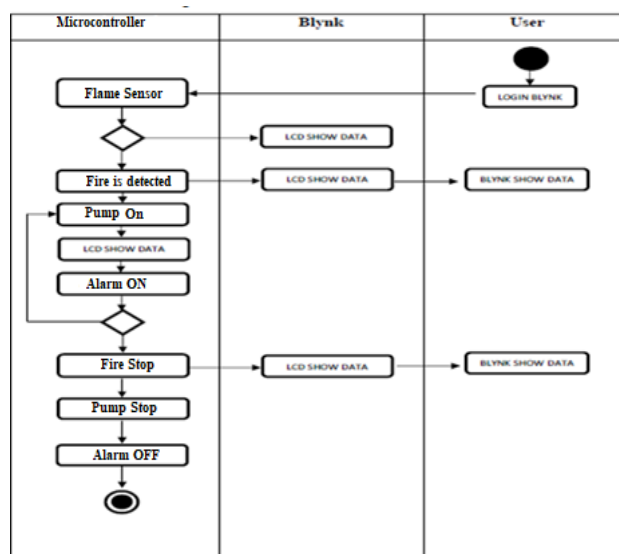 Microcontroller Blynk User
LOGIN BLYNK
Flame Sensor
LCD SHOW DATA
Fire is detected LCD SHOW DATA BLYNK SHOW DATA
Pump On
LCD SHOW DATA
Alarm ON
Fire Stop LCD SHOW DATA BLYNK SHOW DATA
Pump Stop
Alarm OFF